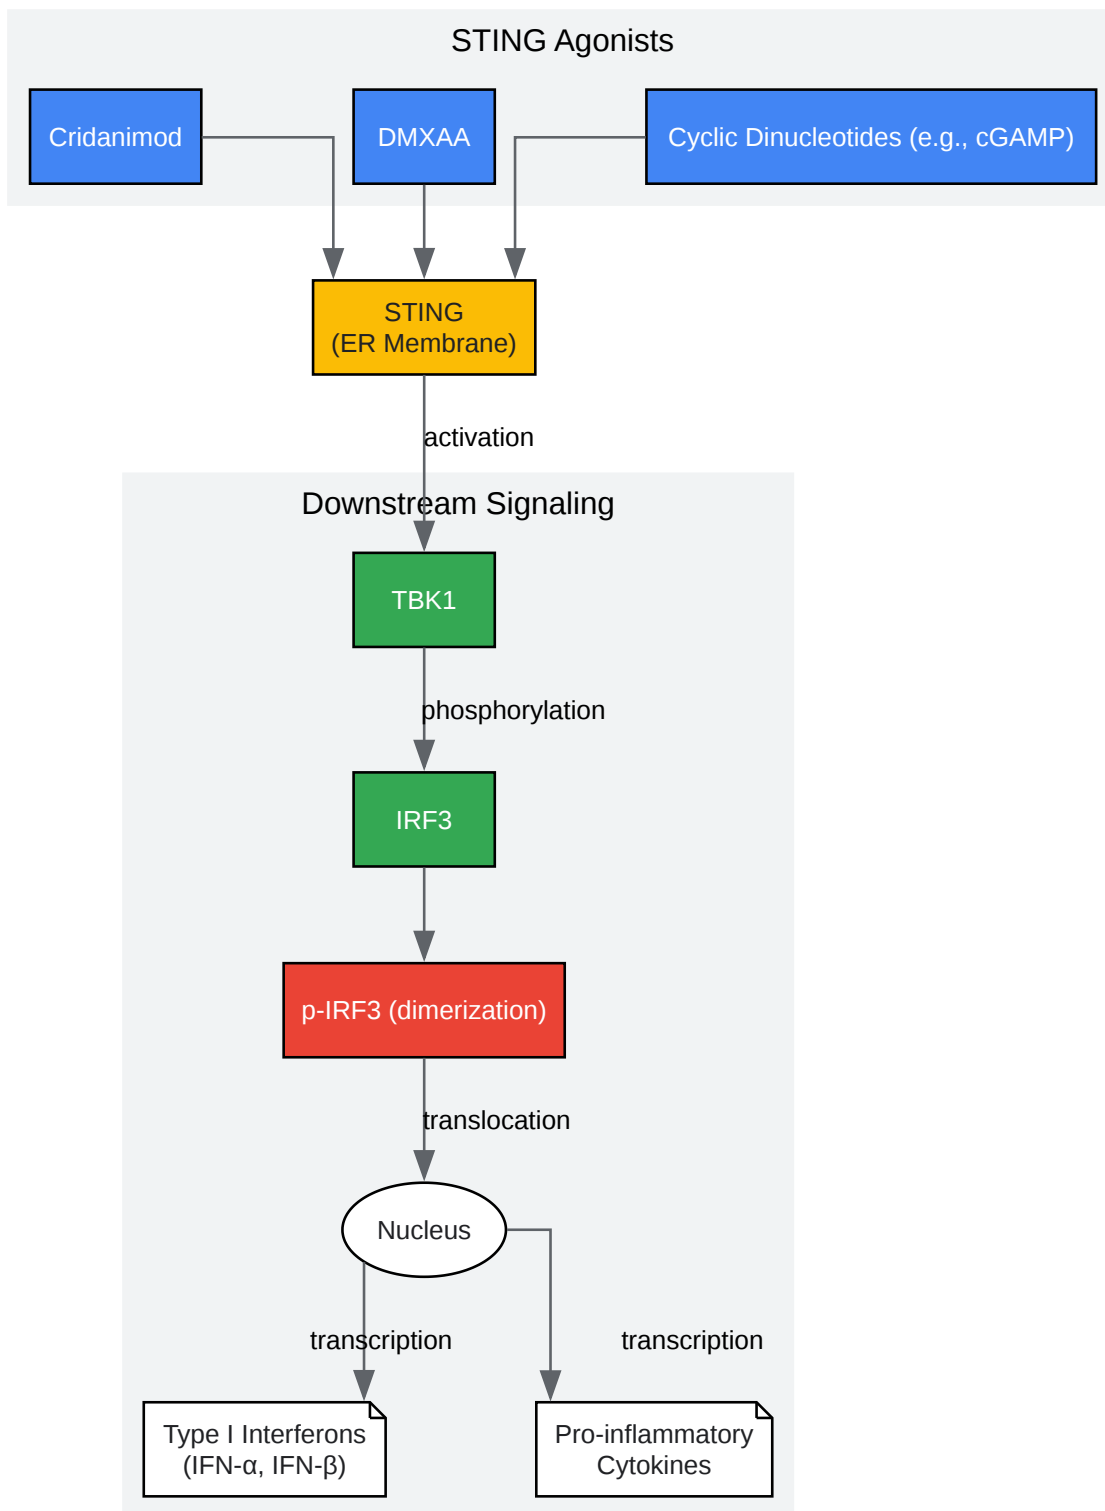 STING Agonists
Cridanimod
DMXAA
Cyclic Dinucleotides (e.g., cGAMP)
STING
(ER Membrane)
activation
Downstream Signaling
TBK1
phosphorylation
IRF3
p-IRF3 (dimerization)
translocation
Nucleus
transcription
transcription
Type I Interferons
(IFN-α, IFN-β)
Pro-inflammatory
Cytokines